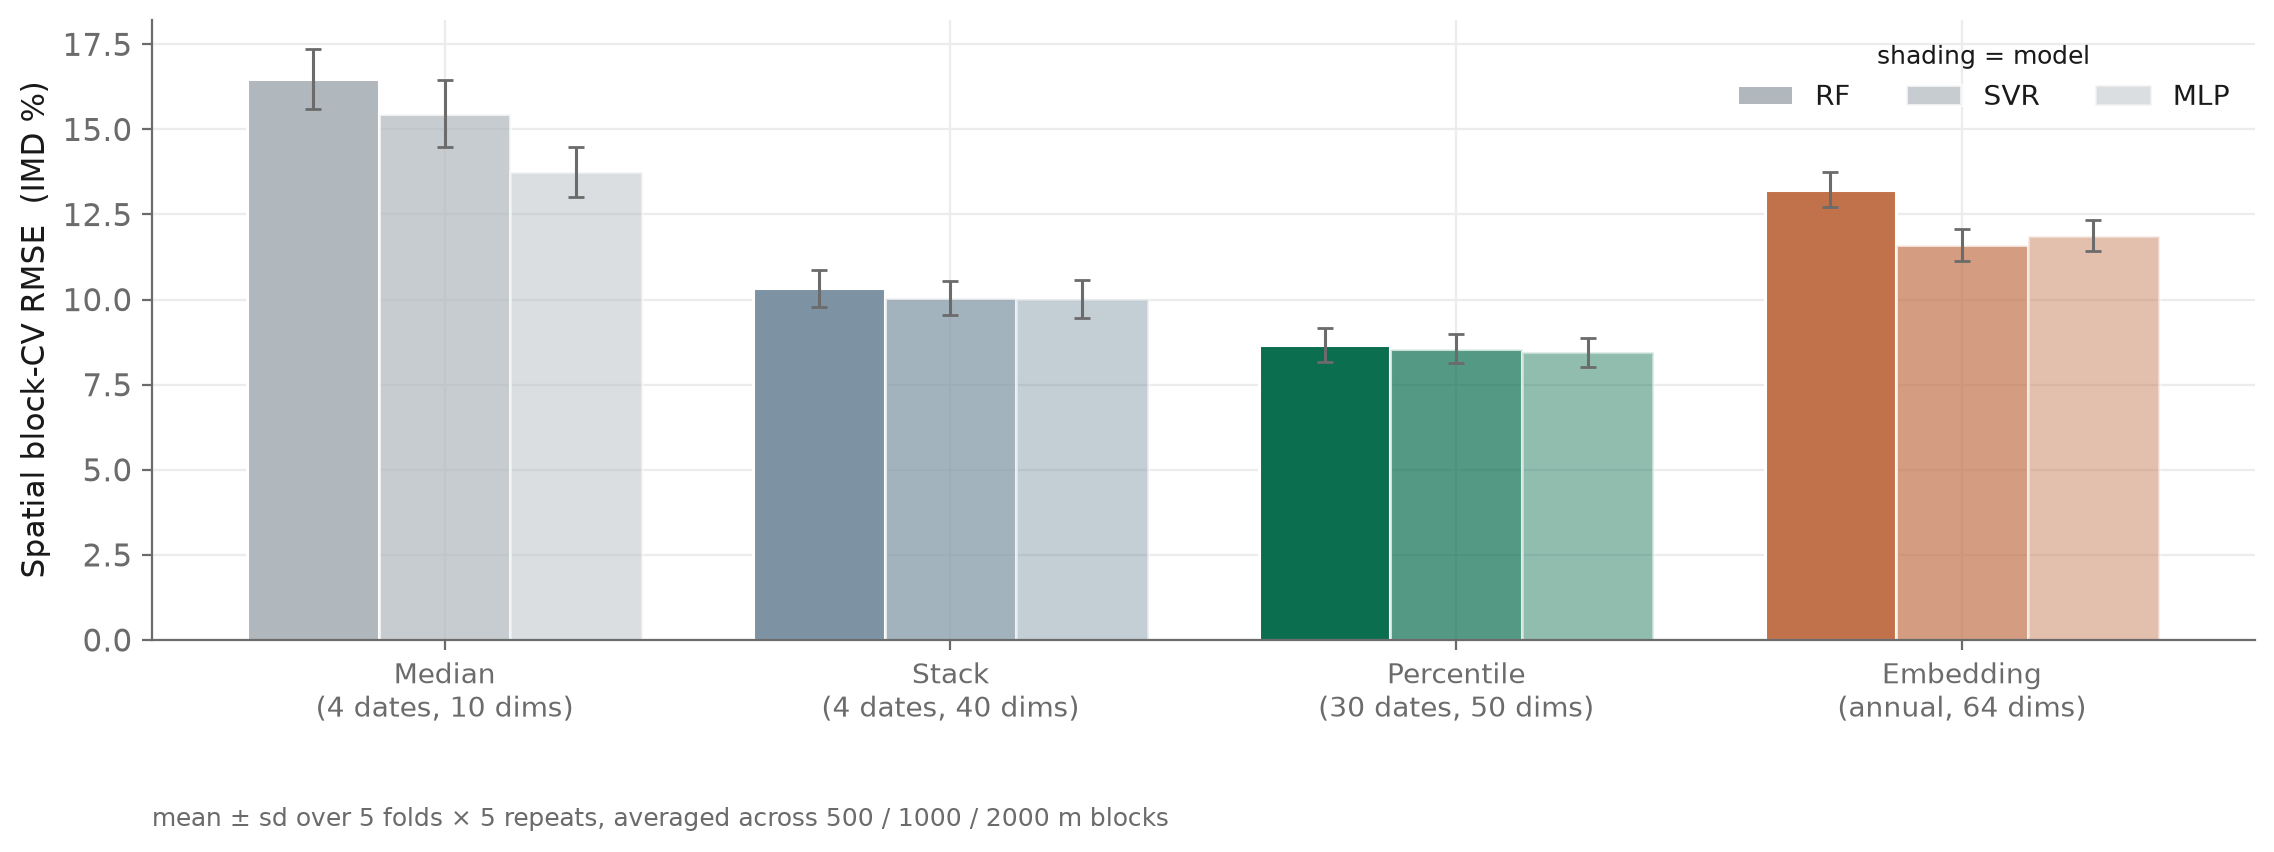 Spatial block-CV RMSE (IMD %)
17.5
15.0
12.5
10.0
7.5
5.0
2.5
0.0
shading = model
RF SVR MLP
Median Stack Percentile Embedding
(4 dates, 10 dims) (4 dates, 40 dims) (30 dates, 50 dims) (annual, 64 dims)
mean ± sd over 5 folds × 5 repeats, averaged across 500 / 1000 / 2000 m blocks